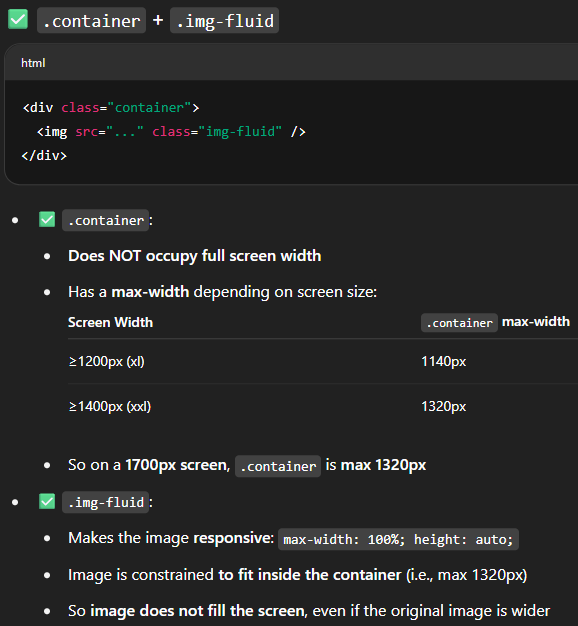 ✅ .container + .img-fluid
html
<div class="container">
  <img src="..." class="img-fluid" />
</div>
• ✅ .container:
• Does NOT occupy full screen width
• Has a max-width depending on screen size:
Screen Width .container max-width
≥1200px (xl) 1140px
≥1400px (xxl) 1320px
• So on a 1700px screen, .container is max 1320px
• ✅ .img-fluid:
• Makes the image responsive: max-width: 100%; height: auto;
• Image is constrained to fit inside the container (i.e., max 1320px)
• So image does not fill the screen, even if the original image is wider